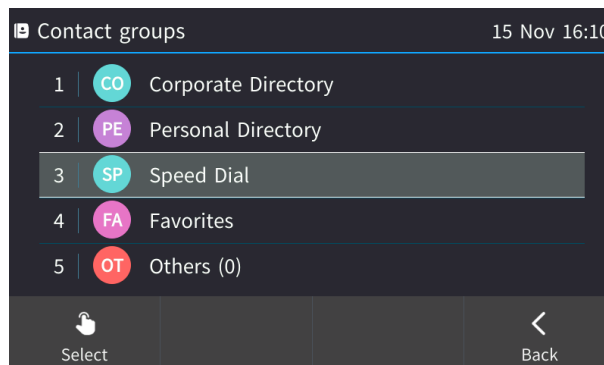 Contact groups 15 Nov 16:10
1 CO Corporate Directory
2 PE Personal Directory
3 SP Speed Dial
4 FA Favorites
5 OT Others (0)
Select Back